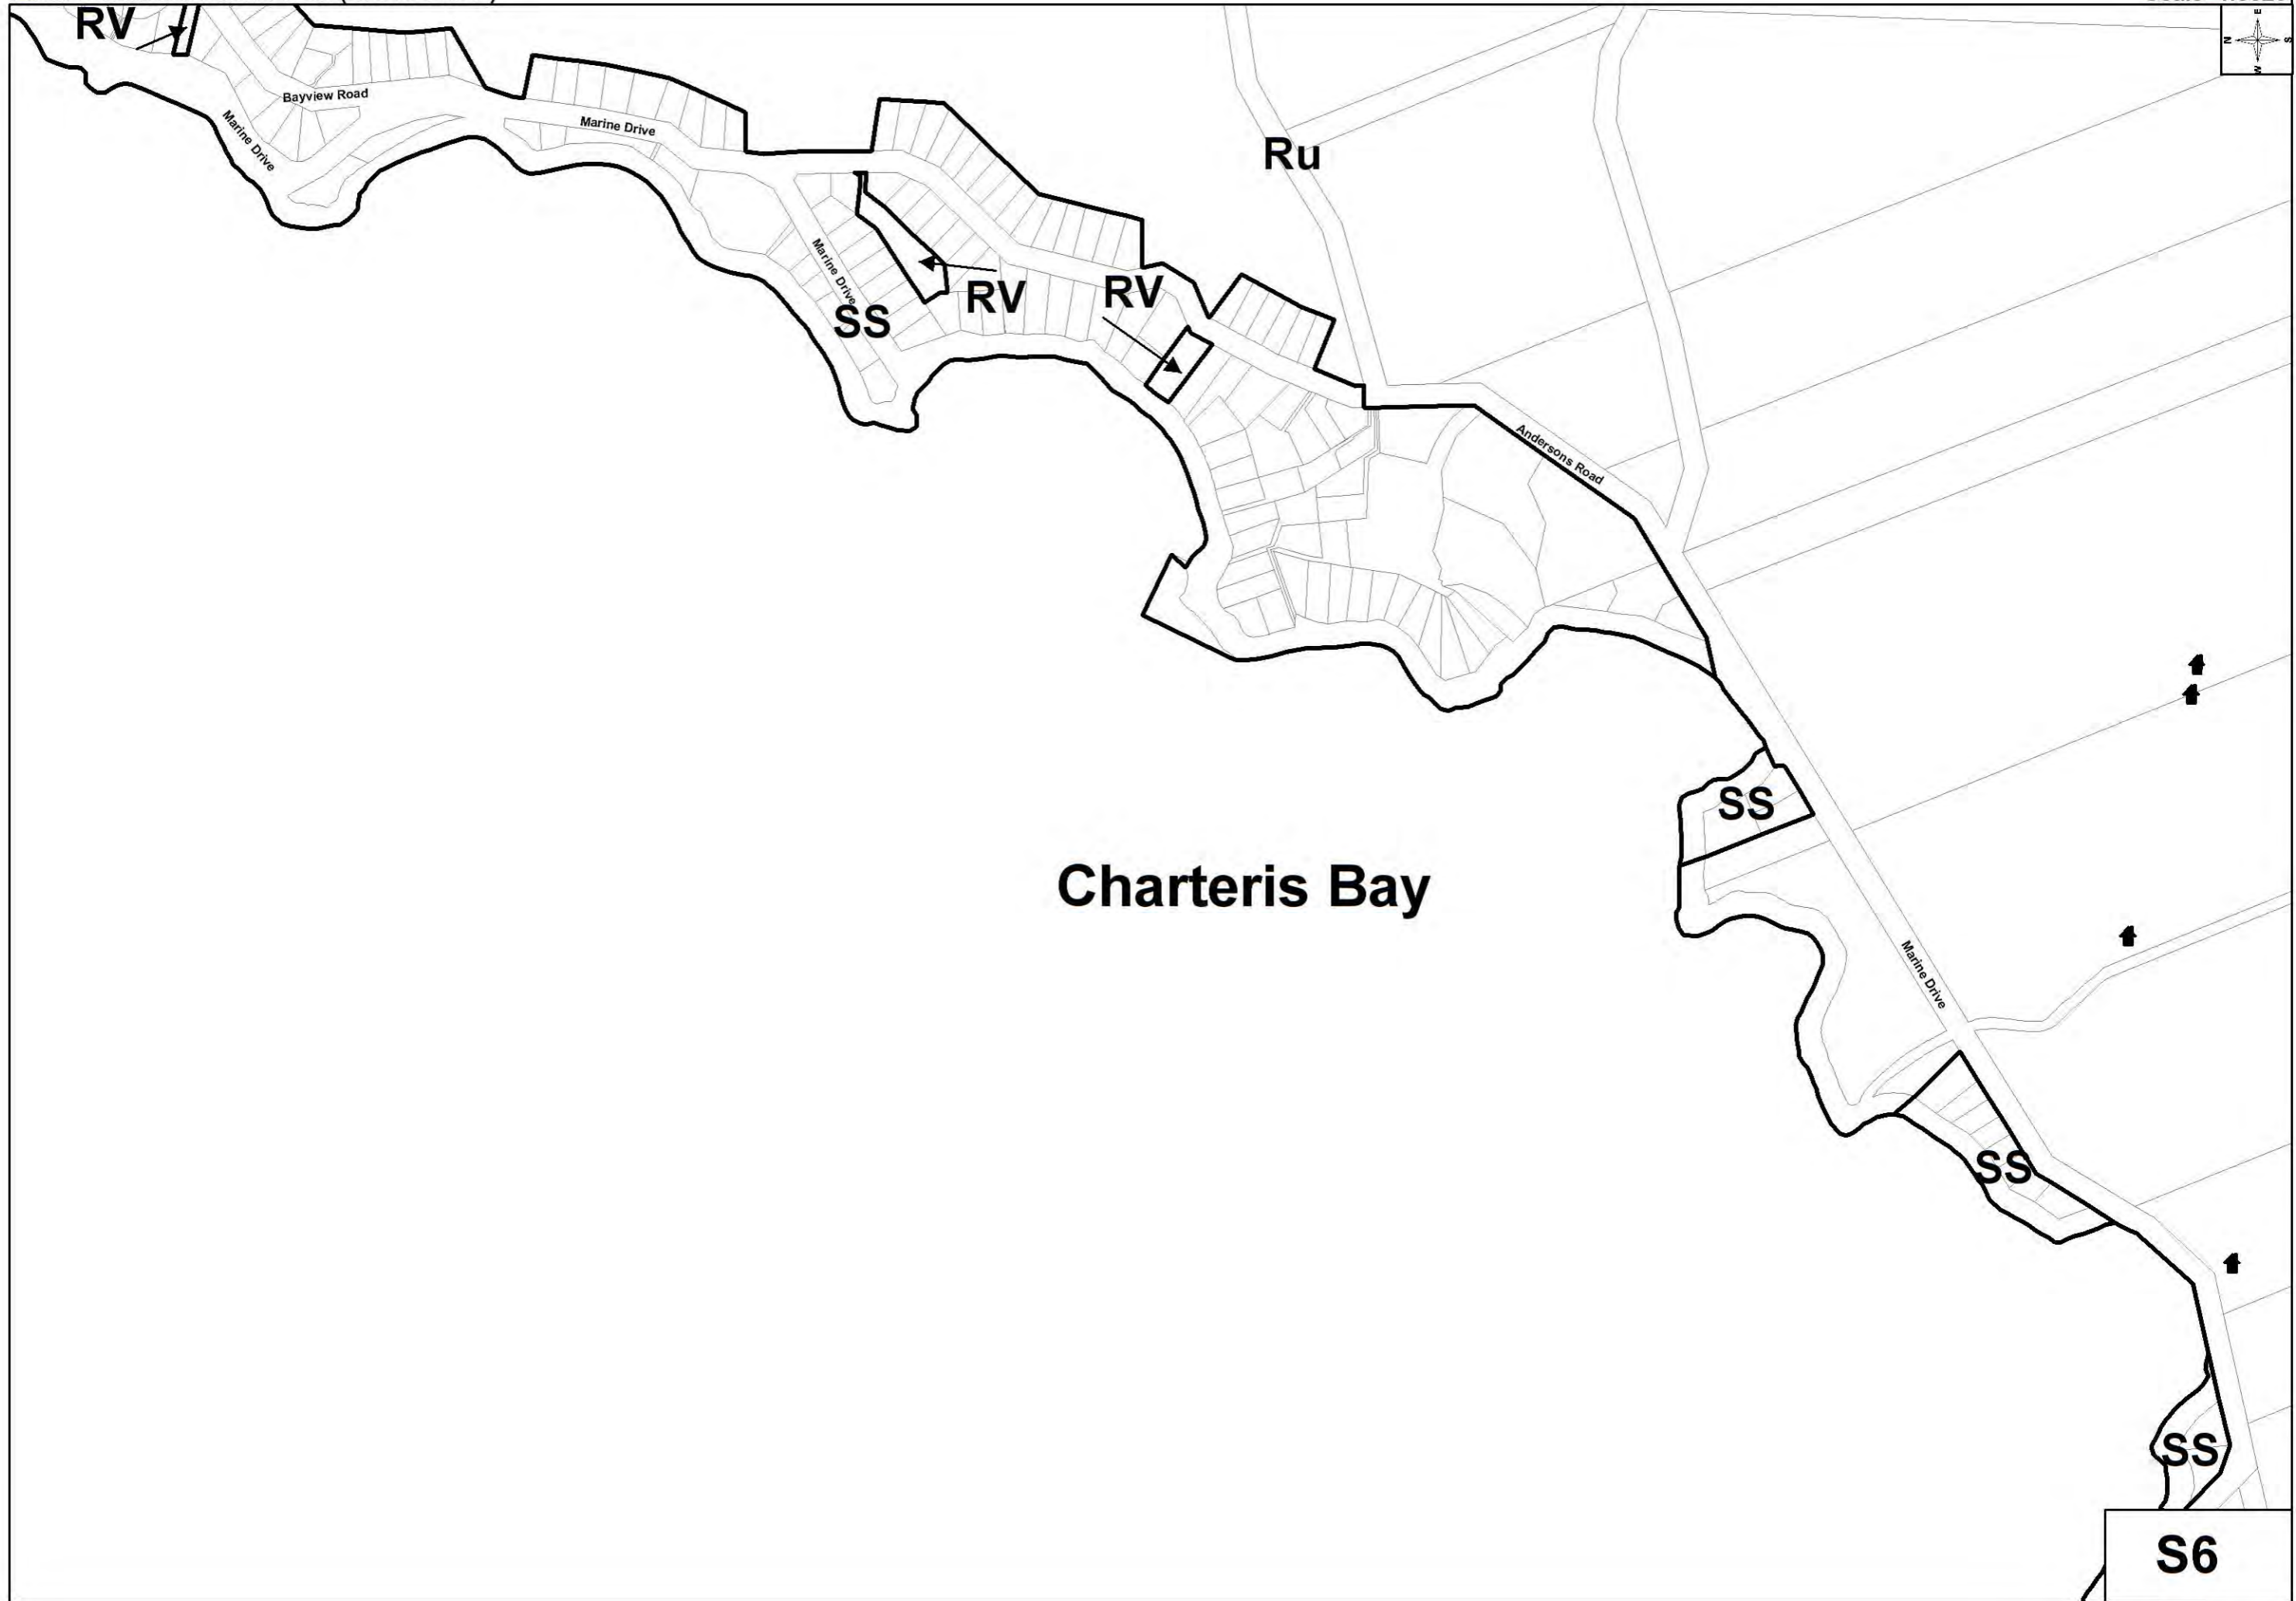 RV
E
N
S
W
Bayview Road
Marine Drive
Marine Drive
Ru
Marine Drive
RV
RV
SS
Andersons Road
SS
Charteris Bay
Marine Drive
SS
SS
S6